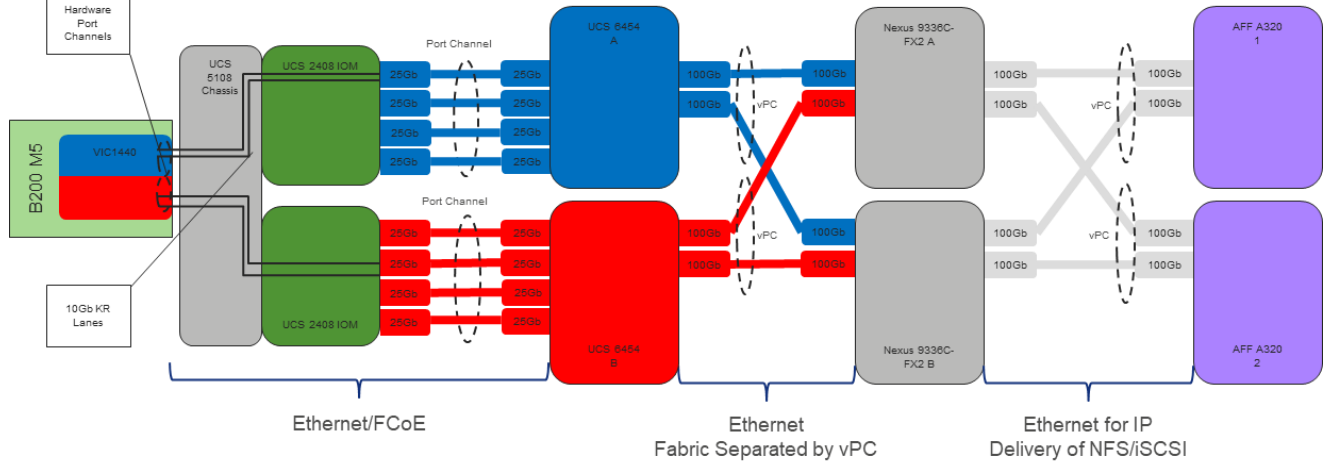 Hardware
Port
Channels
UCS
5108
Chassis
UCS 2408 IOM
Port Channel
UCS 6454
A
Nexus 9336C-
FX2 A
AFF A320
1
25Gb
25Gb
25Gb
25Gb
25Gb
25Gb
25Gb
25Gb
100Gb
100Gb
100Gb
100Gb
vPC
100Gb
100Gb
100Gb
100Gb
vPC
B200 M5
VIC1440
Port Channel
25Gb
25Gb
25Gb
25Gb
25Gb
25Gb
25Gb
25Gb
100Gb
100Gb
100Gb
100Gb
vPC
100Gb
100Gb
100Gb
100Gb
vPC
10Gb KR
Lanes
UCS 2408 IOM
UCS 6454
B
Nexus 9336C-
FX2 B
AFF A320
2
Ethernet/FCoE
Ethernet
Fabric Separated by vPC
Ethernet for IP
Delivery of NFS/iSCSI